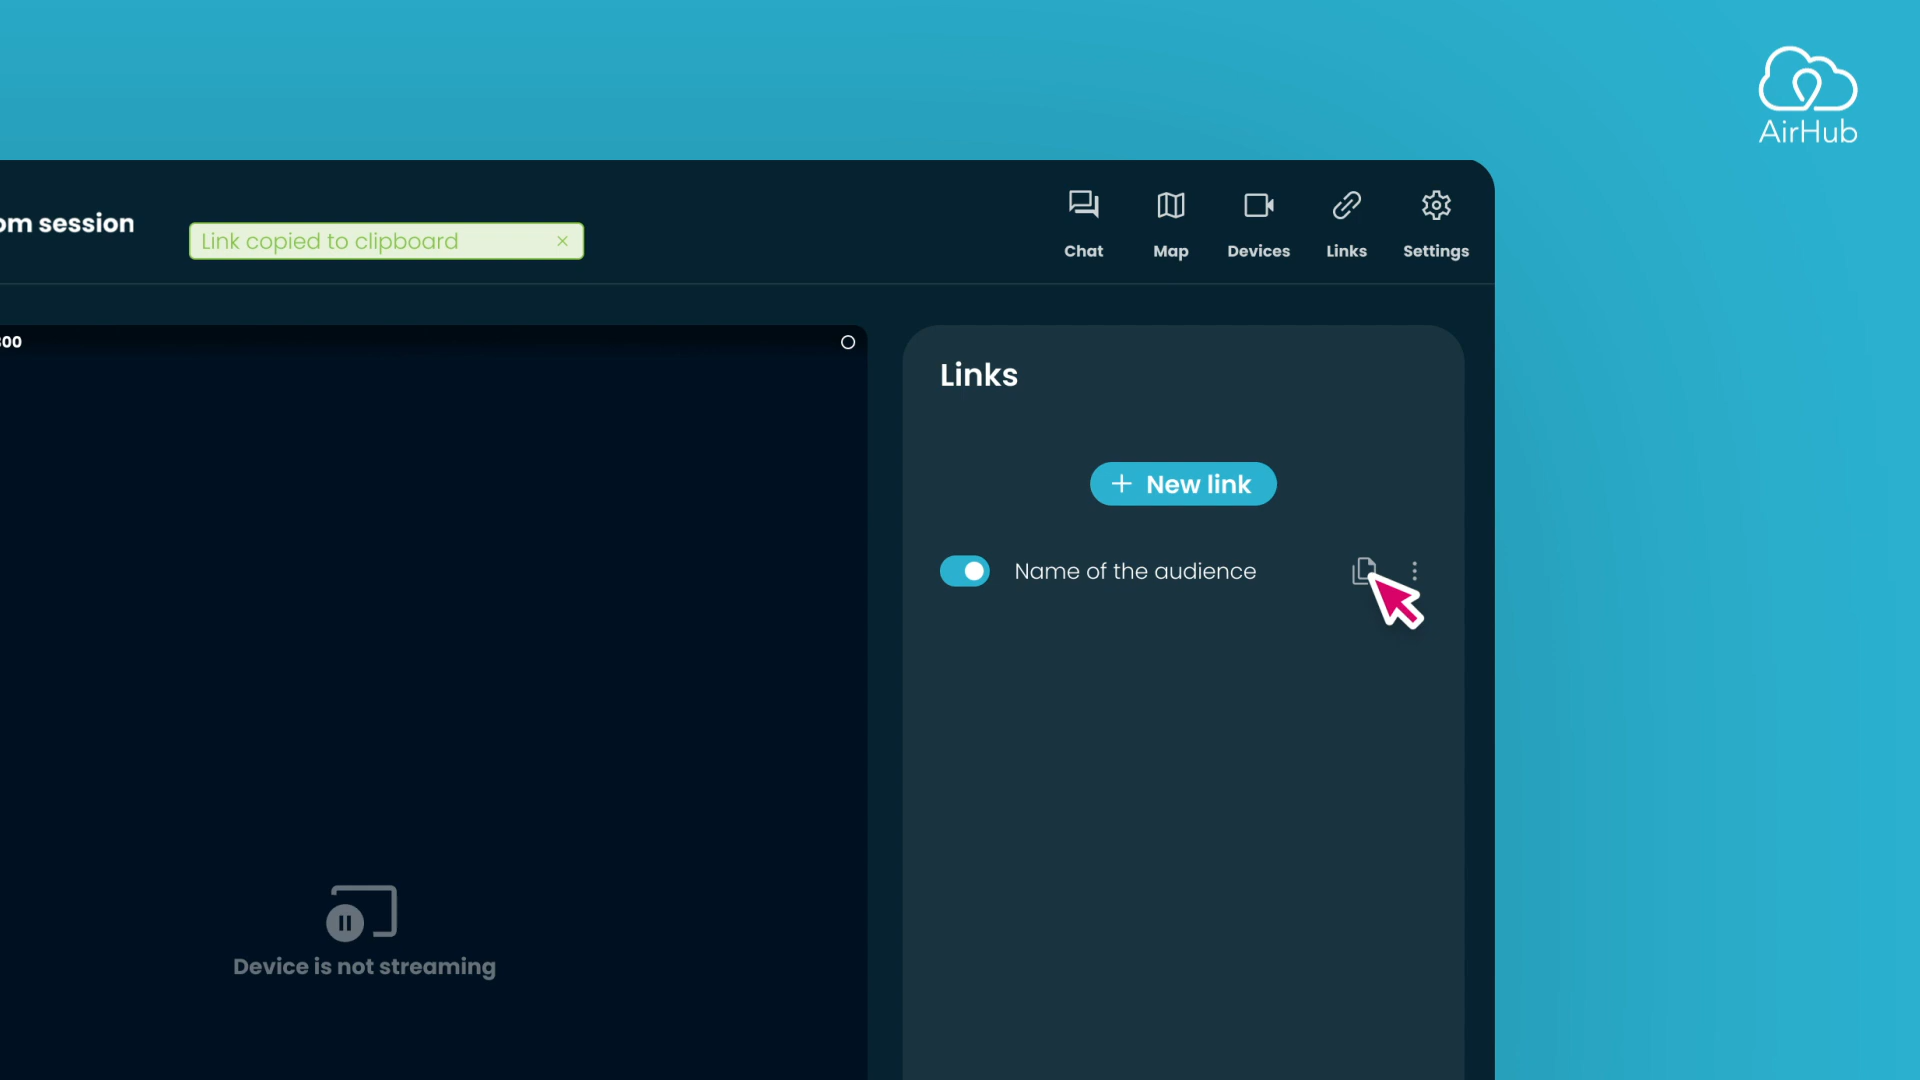 AirHub
om session
Link copied to clipboard
Chat
Map
Devices
Links
Settings
300
Links
+ New link
Name of the audience
Device is not streaming